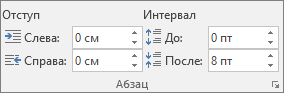 Отступ Интервал
Слева: 0 см До: 0 пт
Справа: 0 см После: 8 пт
Абзац